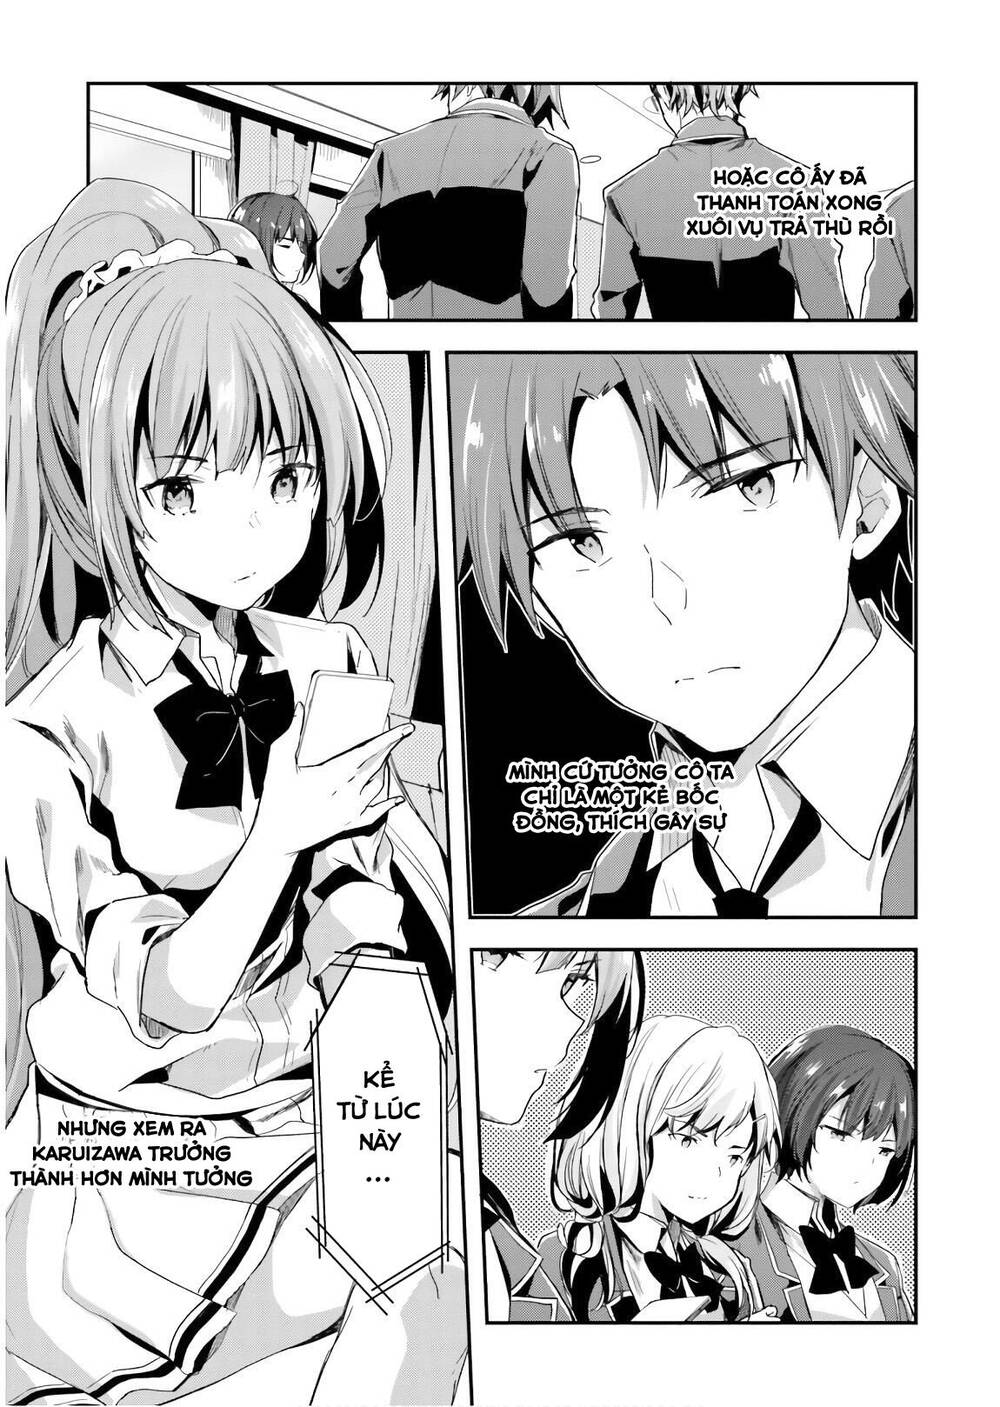 HOẶC CÔ ẤY ĐÃ
THANH TOÁN XONG
XUÔI VỤ TRẢ THÙ RỒI
MÌNH CỨ TƯỞNG CÔ TA
CHỈ LÀ MỘT KẺ BỐC
ĐỒNG, THÍCH GÂY SỰ
NHƯNG XEM RA
KARUIZAWA TRƯỞNG
THÀNH HƠN MÌNH TƯỞNG
KỂ
TỪ LÚC
NÀY
...